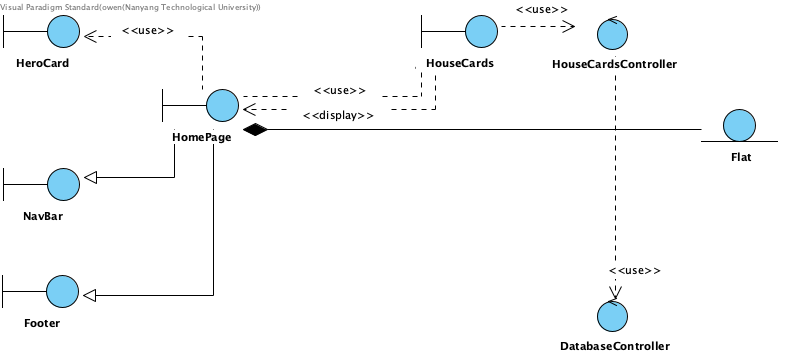 Visual Paradigm Standard(owen(Nanyang Technological University))
<<use>>
<<use>>
HeroCard
HouseCards
HouseCardsController
<<use>>
<<display>>
HomePage
Flat
NavBar
<<use>>
Footer
DatabaseController